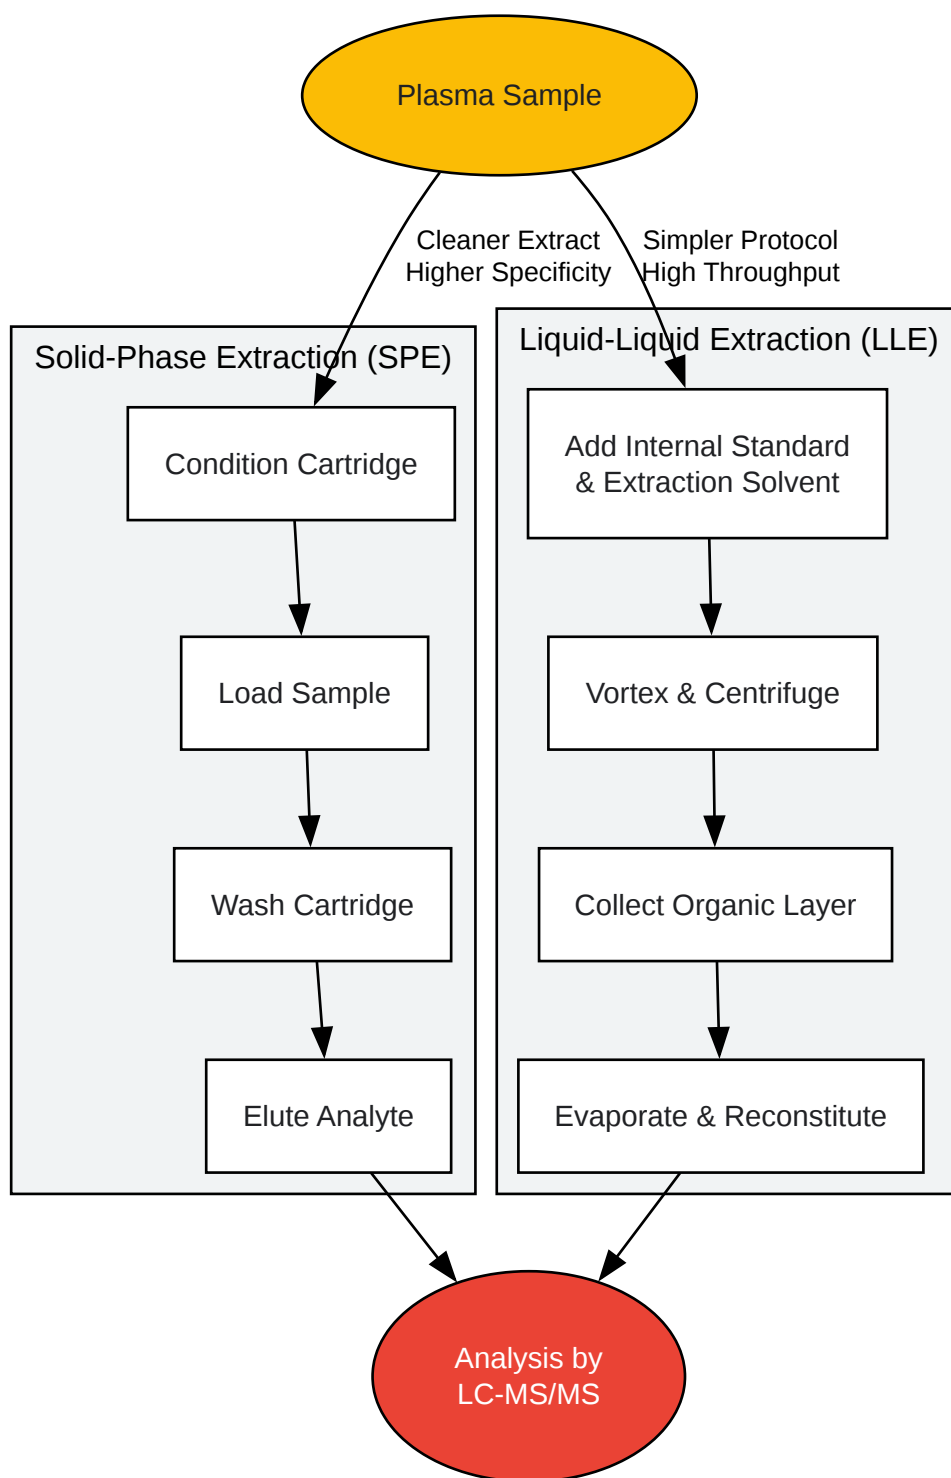 Plasma Sample
Cleaner Extract
Higher Specificity
Simpler Protocol
High Throughput
Solid-Phase Extraction (SPE)
Condition Cartridge
Load Sample
Wash Cartridge
Elute Analyte
Liquid-Liquid Extraction (LLE)
Add Internal Standard
& Extraction Solvent
Vortex & Centrifuge
Collect Organic Layer
Evaporate & Reconstitute
Analysis by
LC-MS/MS